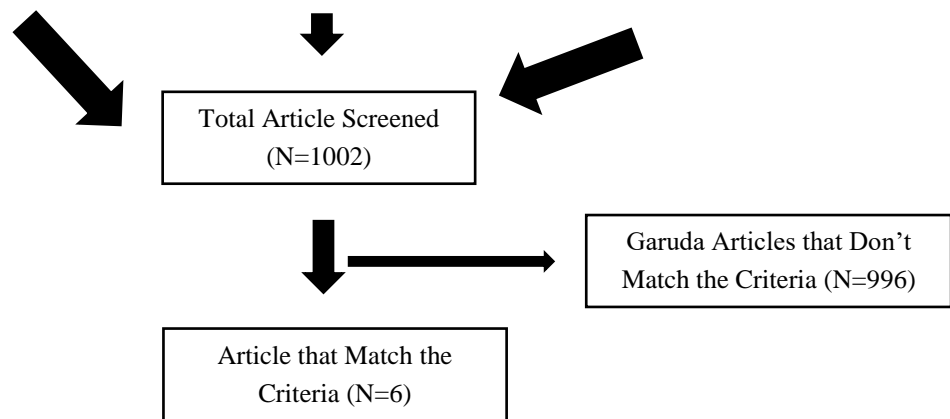 Total Article Screened
(N=1002)
Garuda Articles that Don’t
Match the Criteria (N=996)
Article that Match the
Criteria (N=6)